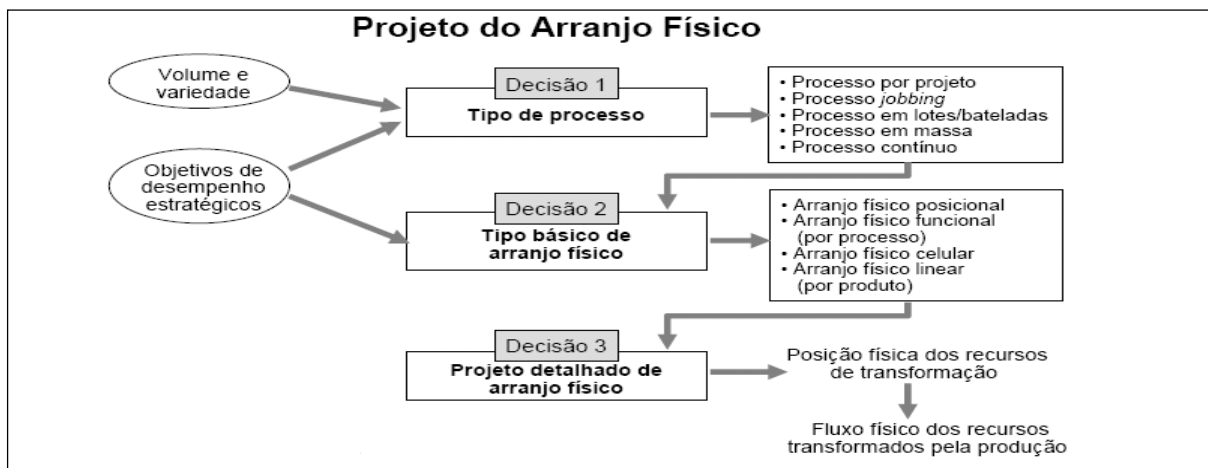 Projeto do Arranjo Físico
Volume e
variedade
Objetivos de
desempenho
estratégicos
Decisão 1
Tipo de processo
• Processo por projeto
• Processo jobbing
• Processo em lotes/bateladas
• Processo em massa
• Processo contínuo
Decisão 2
Tipo básico de
arranjo físico
• Arranjo físico posicional
• Arranjo físico funcional
(por processo)
• Arranjo físico celular
• Arranjo físico linear
(por produto)
Decisão 3
Projeto detalhado de
arranjo físico
Posição física dos recursos
de transformação
Fluxo físico dos recursos
transformados pela produção